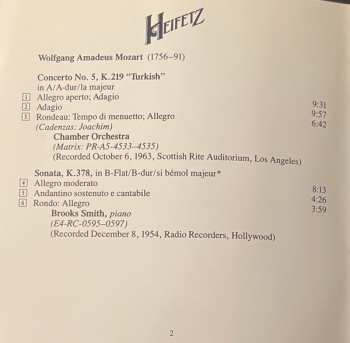 HEIFETZ
Wolfgang Amadeus Mozart (1756–91)
Concerto No. 5, K.219 "Turkish"
in A/A-dur/la majeur
1 Allegro aperto; Adagio 9:31
2 Adagio 9:57
3 Rondeau: Tempo di menuetto; Allegro 6:42
(Cadenzas: Joachim)
Chamber Orchestra
(Matrix: PR-A5-4533–4535)
(Recorded October 6, 1963, Scottish Rite Auditorium, Los Angeles)
Sonata, K.378, in B-Flat/B-dur/si bémol majeur*
4 Allegro moderato 8:13
5 Andantino sostenuto e cantabile 4:26
6 Rondo: Allegro 3:59
Brooks Smith, piano
(E4-RC-0595–0597)
(Recorded December 8, 1954, Radio Recorders, Hollywood)
2